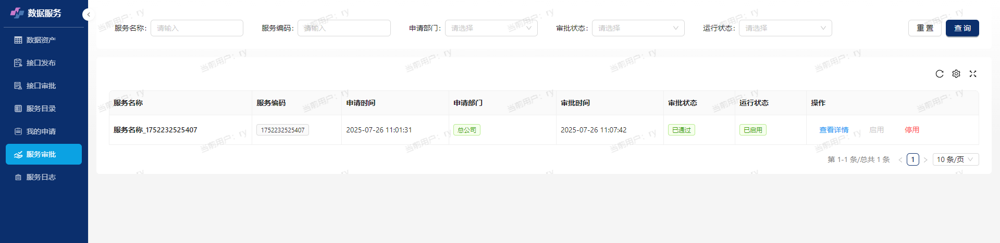 数据服务
数据资产
接口发布
接口审批
服务目录
我的申请
服务审批
服务日志
服务名称: 请输入 服务编码: 请输入 申请部门: 请选择 审批状态: 请选择 运行状态: 请选择 重 置 查 询
服务名称 服务编码 申请时间 申请部门 审批时间 审批状态 运行状态 操作
服务名称_1752232525407 1752232525407 2025-07-26 11:01:31 总公司 2025-07-26 11:07:42 已通过 已启用 查看详情 启用 停用
第 1-1 条/总共 1 条 1 10 条/页
当前用户：ry